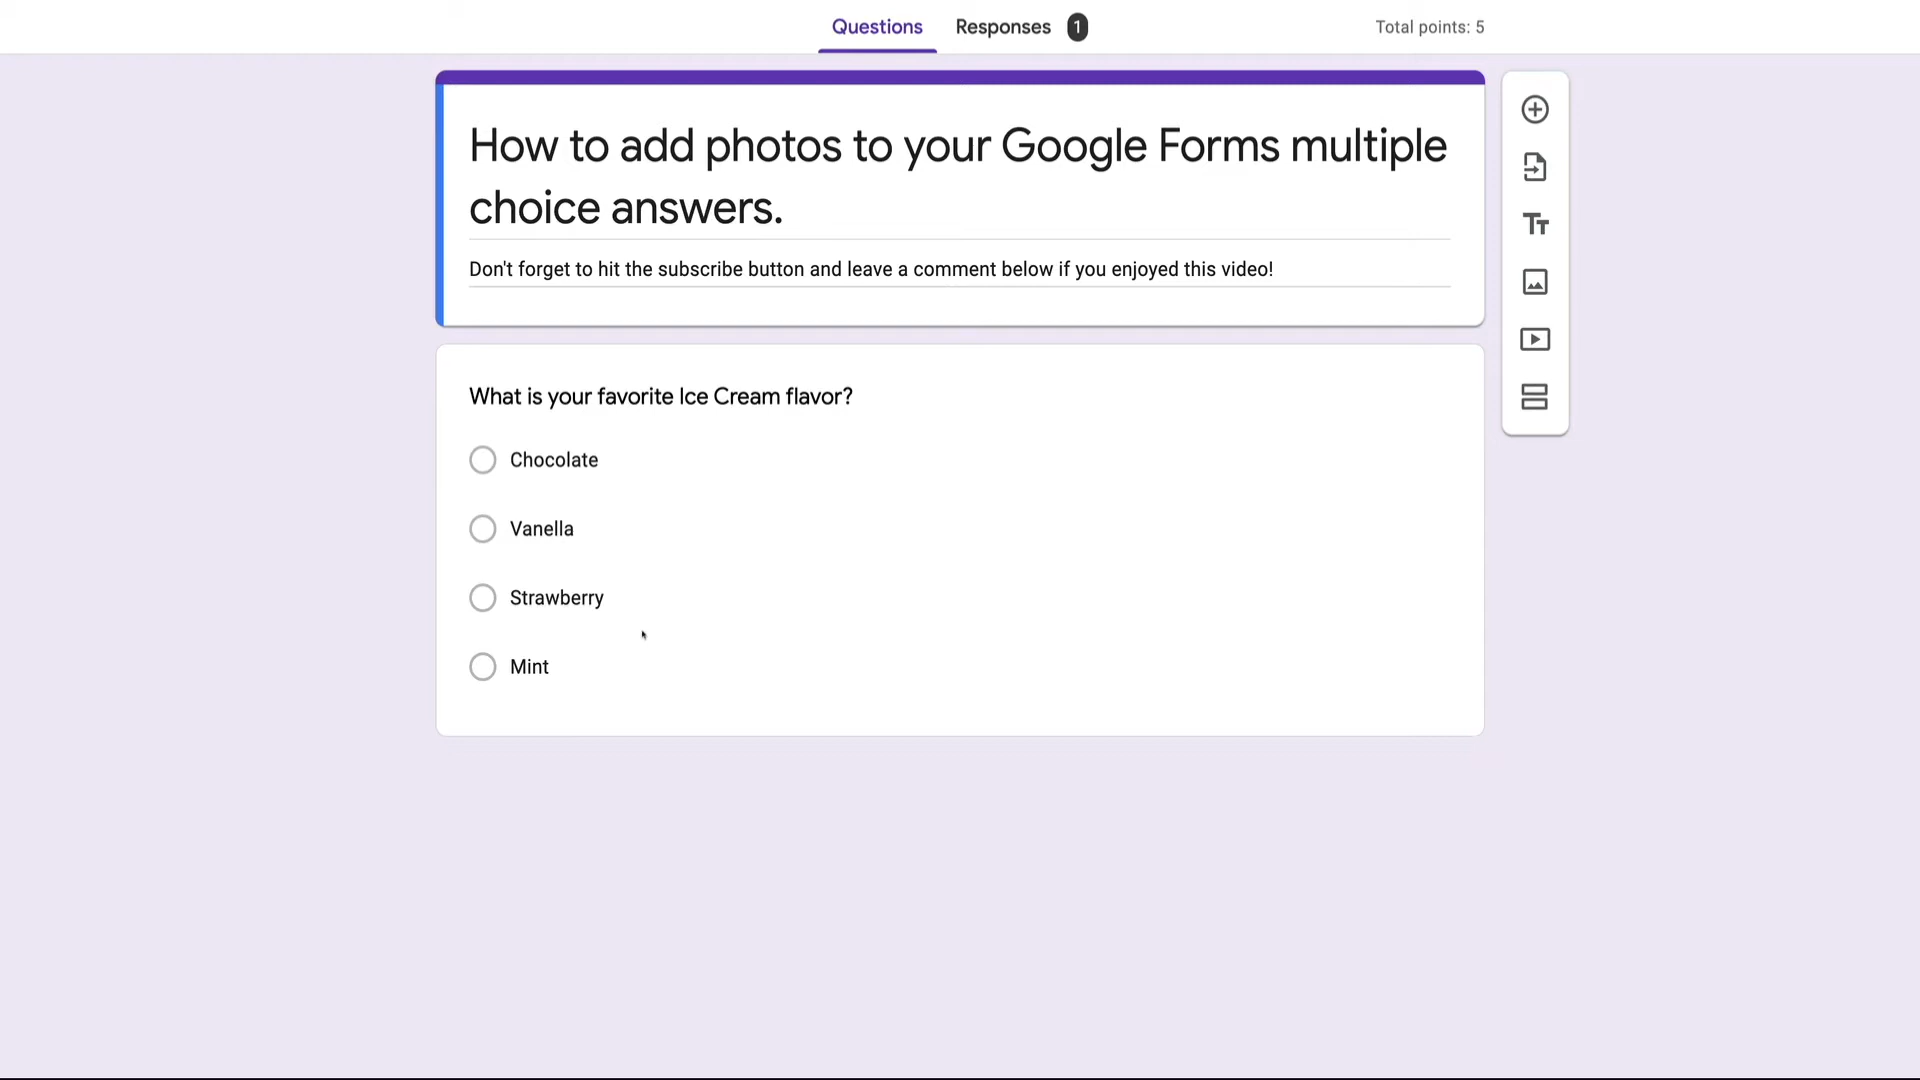 Questions Responses 1 Total points: 5
How to add photos to your Google Forms multiple
choice answers.
Don't forget to hit the subscribe button and leave a comment below if you enjoyed this video!
What is your favorite Ice Cream flavor?
Chocolate
Vanella
Strawberry
Mint